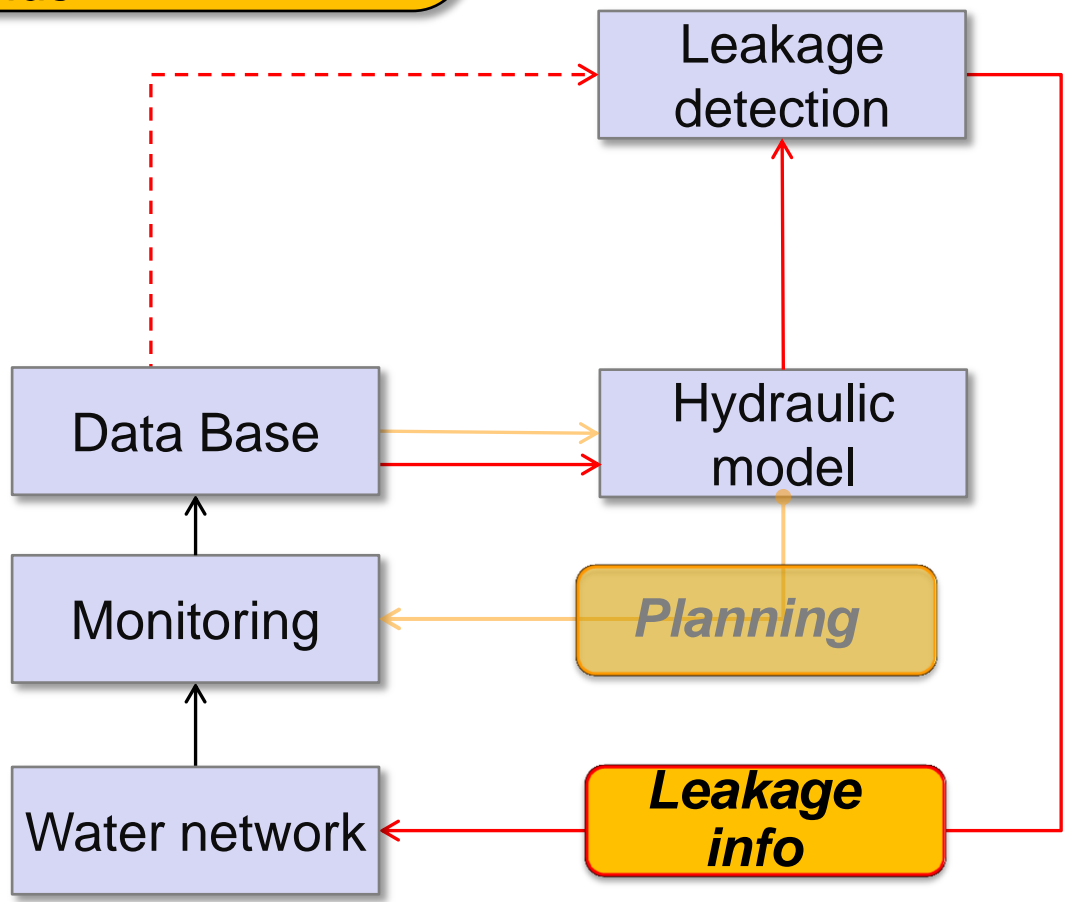 Leakage
detection
Data Base
Hydraulic
model
Monitoring
Planning
Water network
Leakage
info